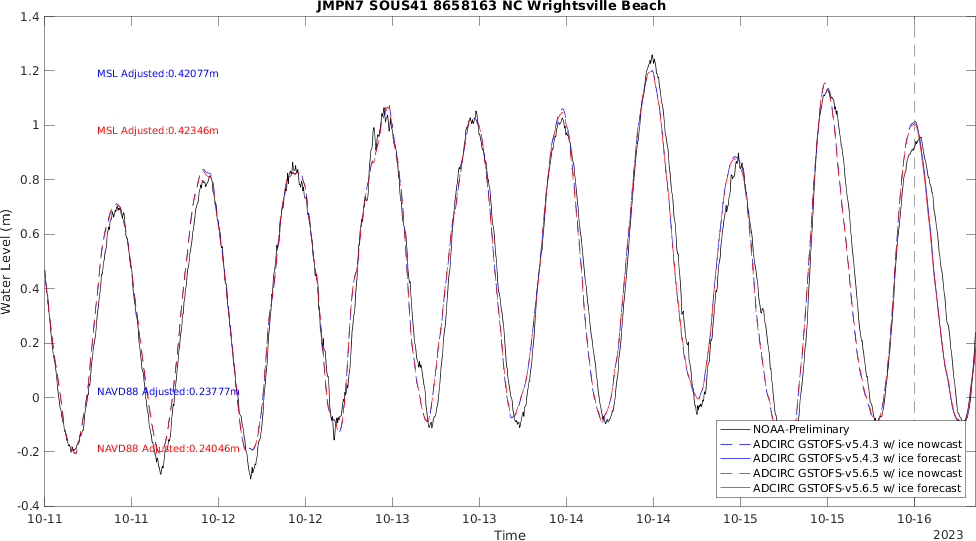 JMPN7 SOUS41 8658163 NC Wrightsville Beach
1.4
1.2
1
0.8
0.6
0.4
0.2
0
-0.2
-0.4
Water Level (m)
MSL Adjusted:0.42077m
MSL Adjusted:0.42346m
NAVD88 Adjusted:0.23777m
NAVD88 Adjusted:0.24046m
NOAA-Preliminary
ADCIRC GSTOFS-v5.4.3 w/ ice nowcast
ADCIRC GSTOFS-v5.4.3 w/ ice forecast
ADCIRC GSTOFS-v5.6.5 w/ ice nowcast
ADCIRC GSTOFS-v5.6.5 w/ ice forecast
10-11 10-11 10-12 10-12 10-13 10-13 10-14 10-14 10-15 10-15 10-16
Time
2023